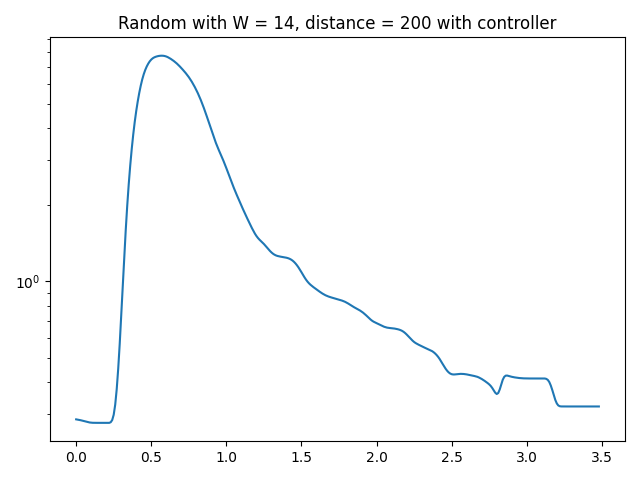 Random with W = 14, distance = 200 with controller
10⁰
0.0 0.5 1.0 1.5 2.0 2.5 3.0 3.5